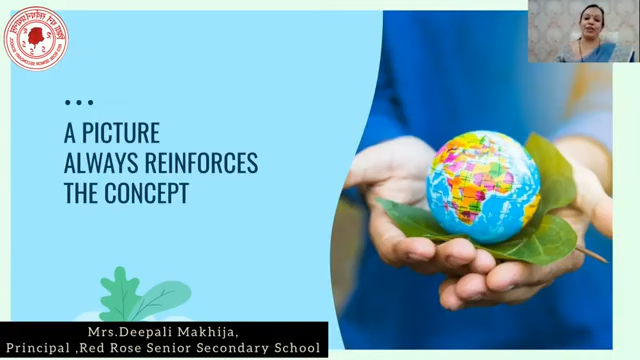 A PICTURE
ALWAYS REINFORCES
THE CONCEPT
Mrs.Deepali Makhija,
Principal ,Red Rose Senior Secondary School